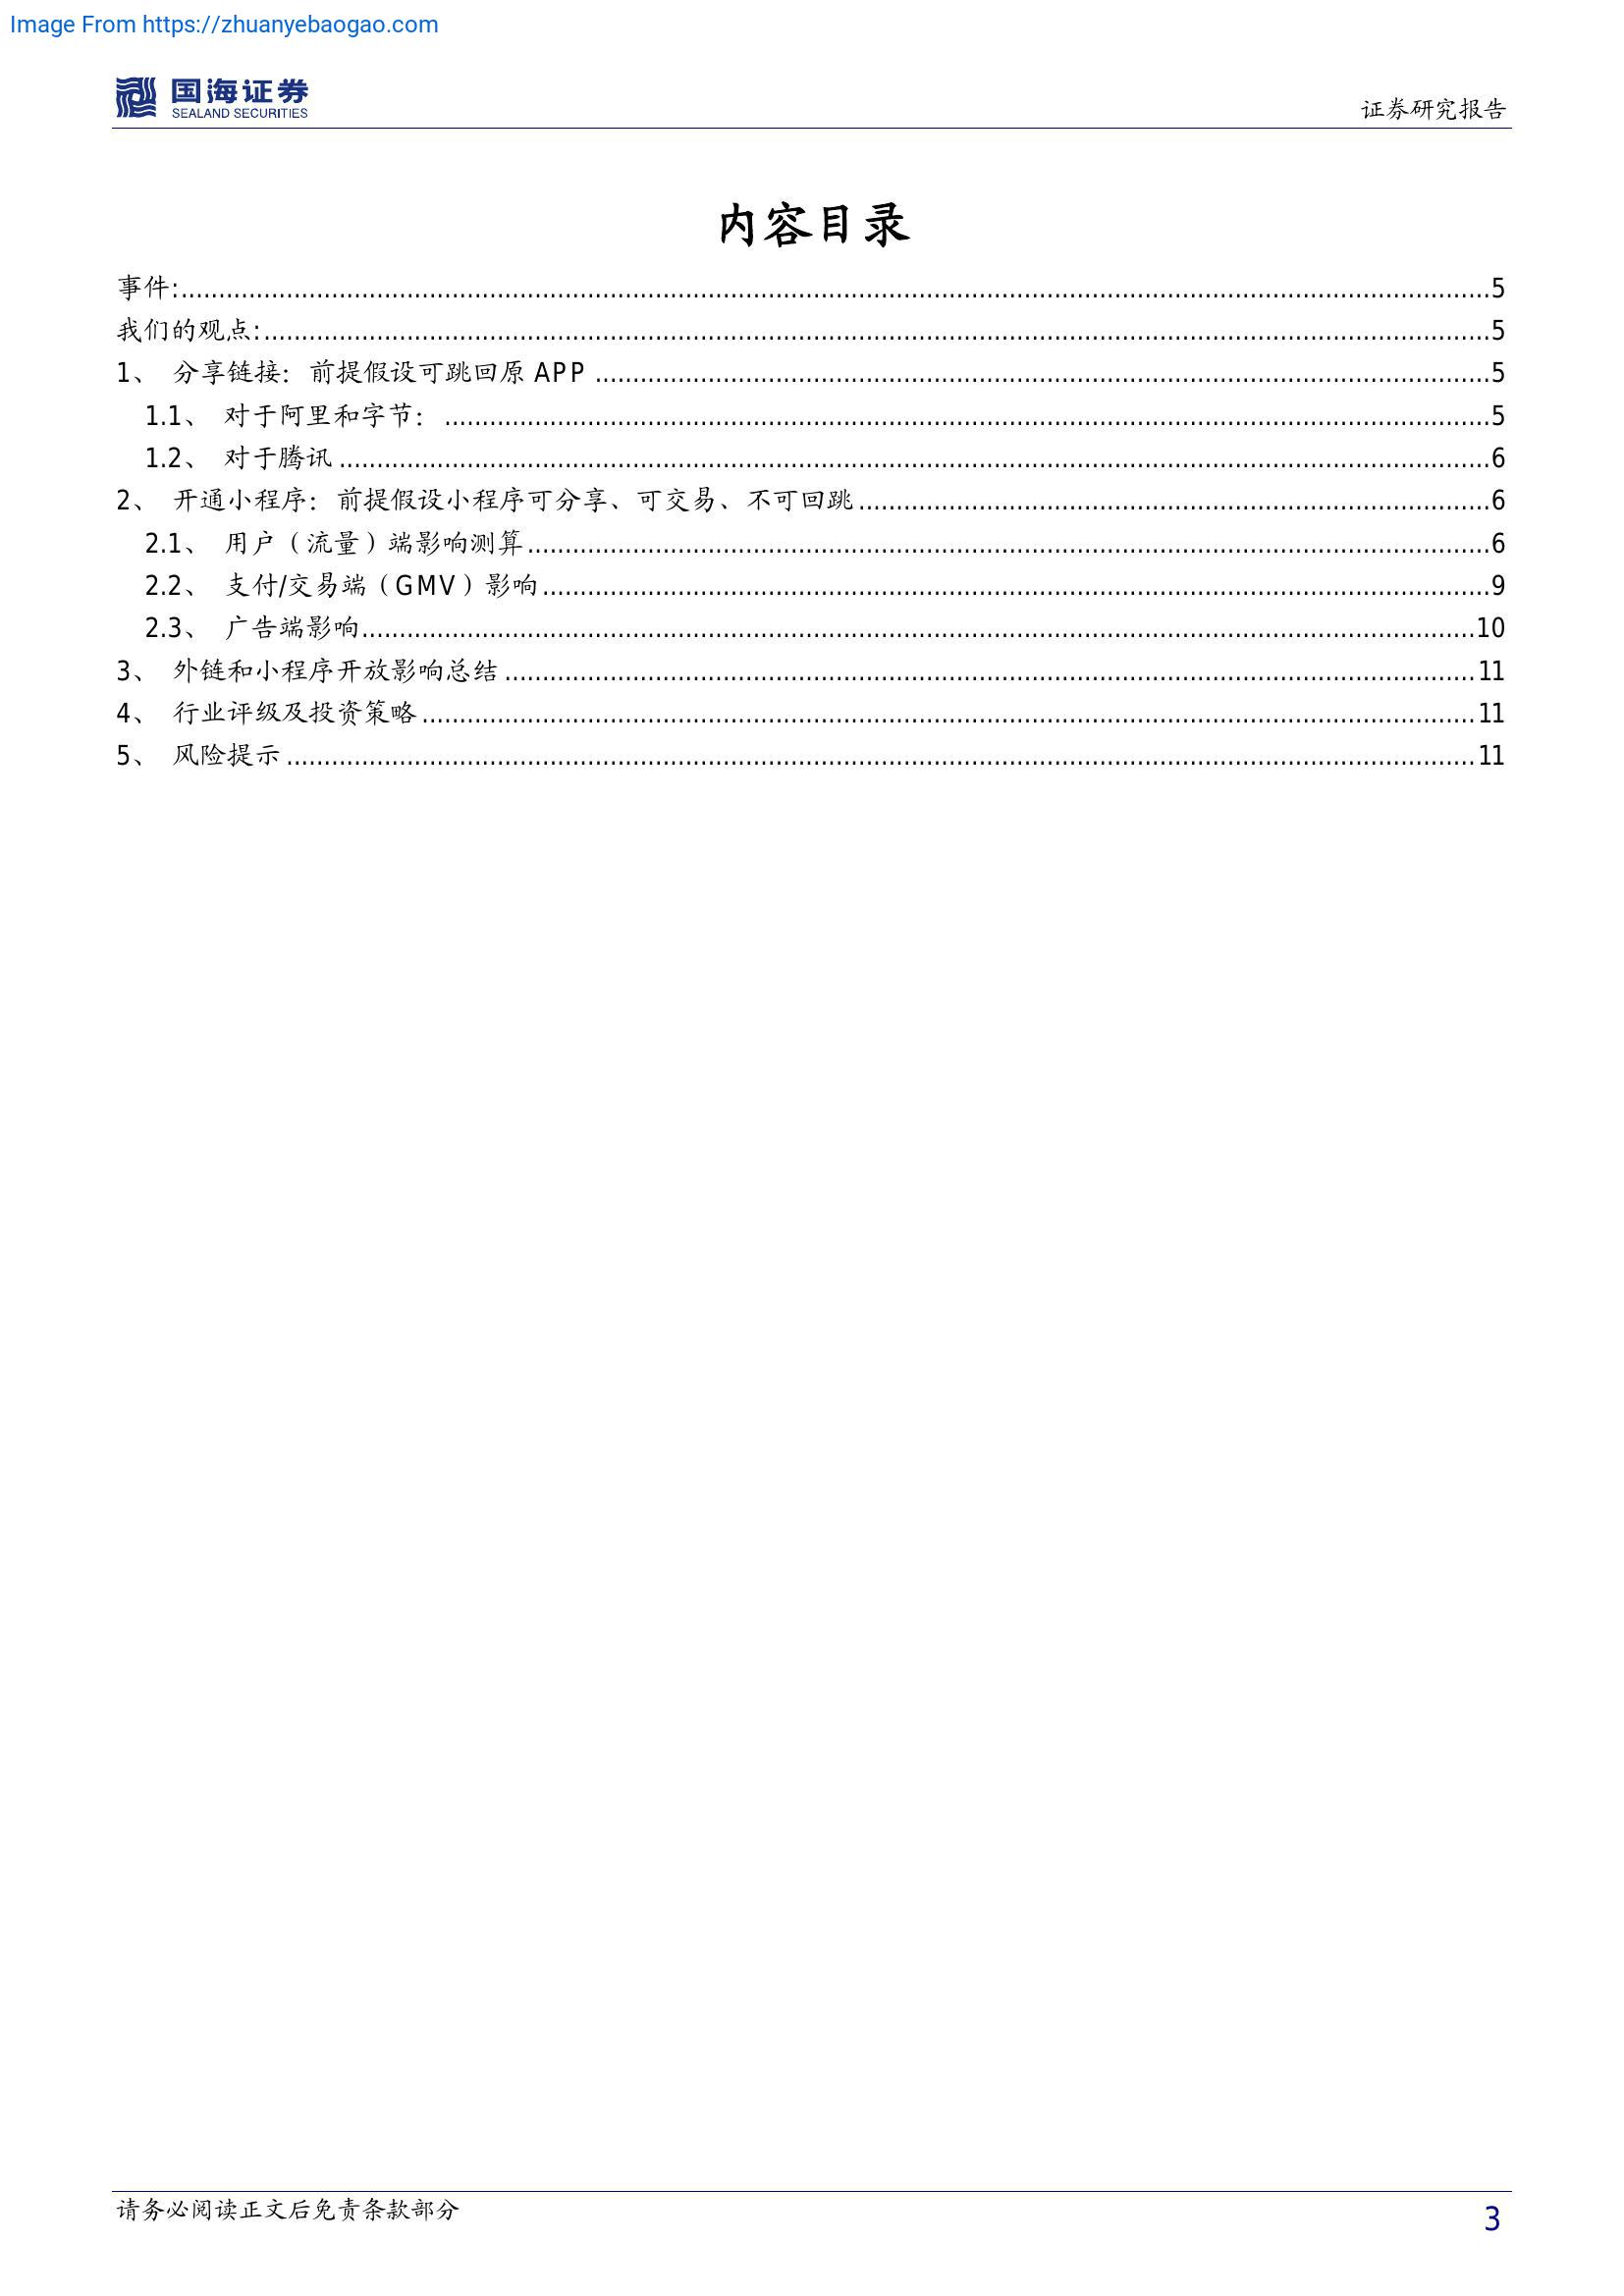 Image From https://zhuanyebaogao.com
国海证券
SEALAND SECURITIES
证券研究报告
内容目录
事件:....................5
我们的观点:....................5
1、 分享链接：前提假设可跳回原 APP ....................5
1.1、 对于阿里和字节： ....................5
1.2、 对于腾讯 ....................6
2、 开通小程序：前提假设小程序可分享、可交易、不可回跳....................6
2.1、 用户（流量）端影响测算....................6
2.2、 支付/交易端（GMV）影响....................9
2.3、 广告端影响....................10
3、 外链和小程序开放影响总结 ....................11
4、 行业评级及投资策略 ....................11
5、 风险提示 ....................11
请务必阅读正文后免责条款部分
3